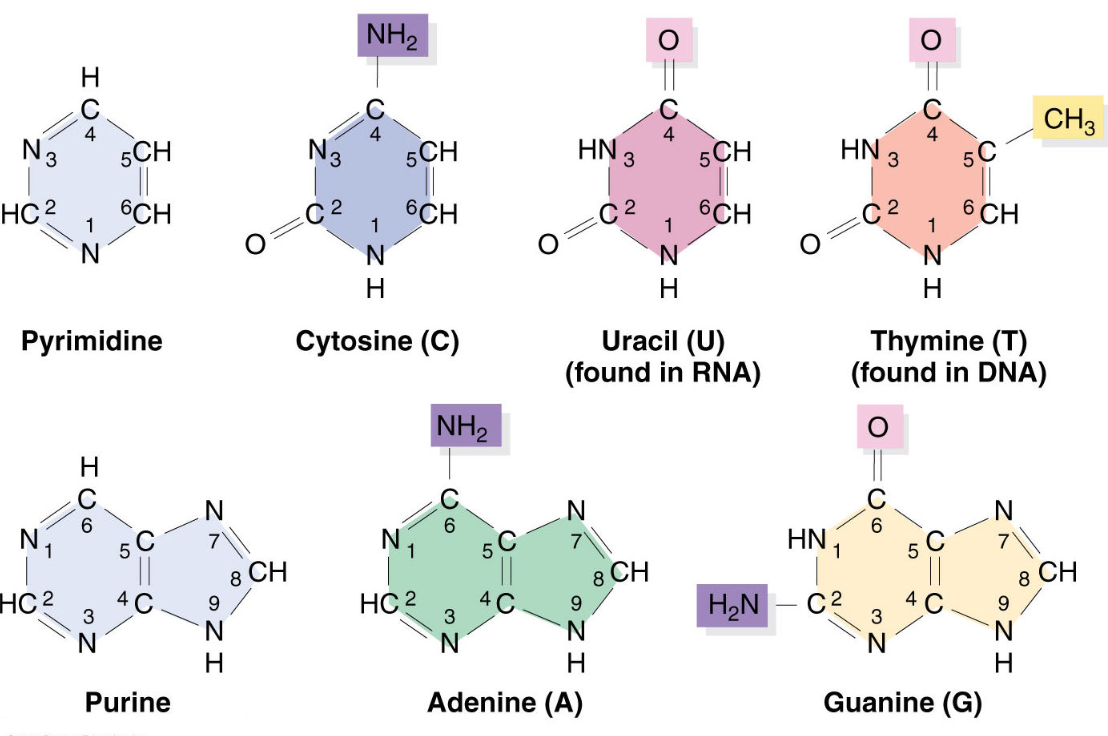 NH2 O O
H CH3
C C C C
4 4 4 4
N 3 5 CH N 3 5 CH HN 3 5 CH HN 3 5 C
HC 2 1 6 CH C 2 1 6 CH C 2 1 6 CH C 2 1 6 CH
O O O
N N N N
H H H
Pyrimidine Cytosine (C) Uracil (U) Thymine (T)
(found in RNA) (found in DNA)
NH2 O
H
C C C
6 6 6
N 1 5 C N 7 N 1 5 C N 7 HN 1 5 C N 7
8 CH 8 CH 8 CH
HC 2 3 4 C 9 HC 2 3 4 C 9 H2N C 2 3 4 C 9
N N N N N N
H H H
Purine Adenine (A) Guanine (G)